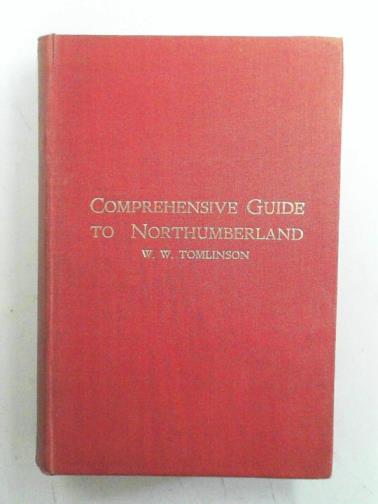 COMPREHENSIVE GUIDE
TO NORTHUMBERLAND
W. W. TOMLINSON